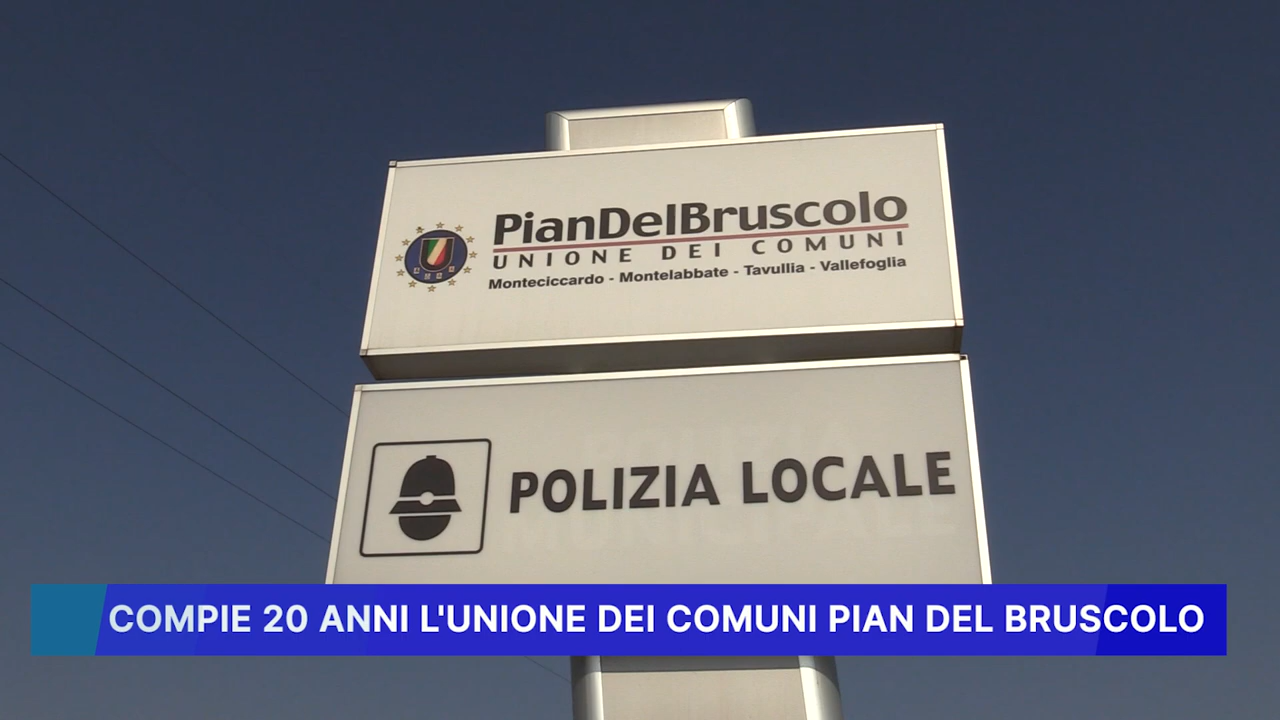 PianDelBruscolo
UNIONE DEI COMUNI
Monteciccardo - Montelabbate - Tavullia - Vallefoglia
POLIZIA LOCALE
COMPIE 20 ANNI L'UNIONE DEI COMUNI PIAN DEL BRUSCOLO